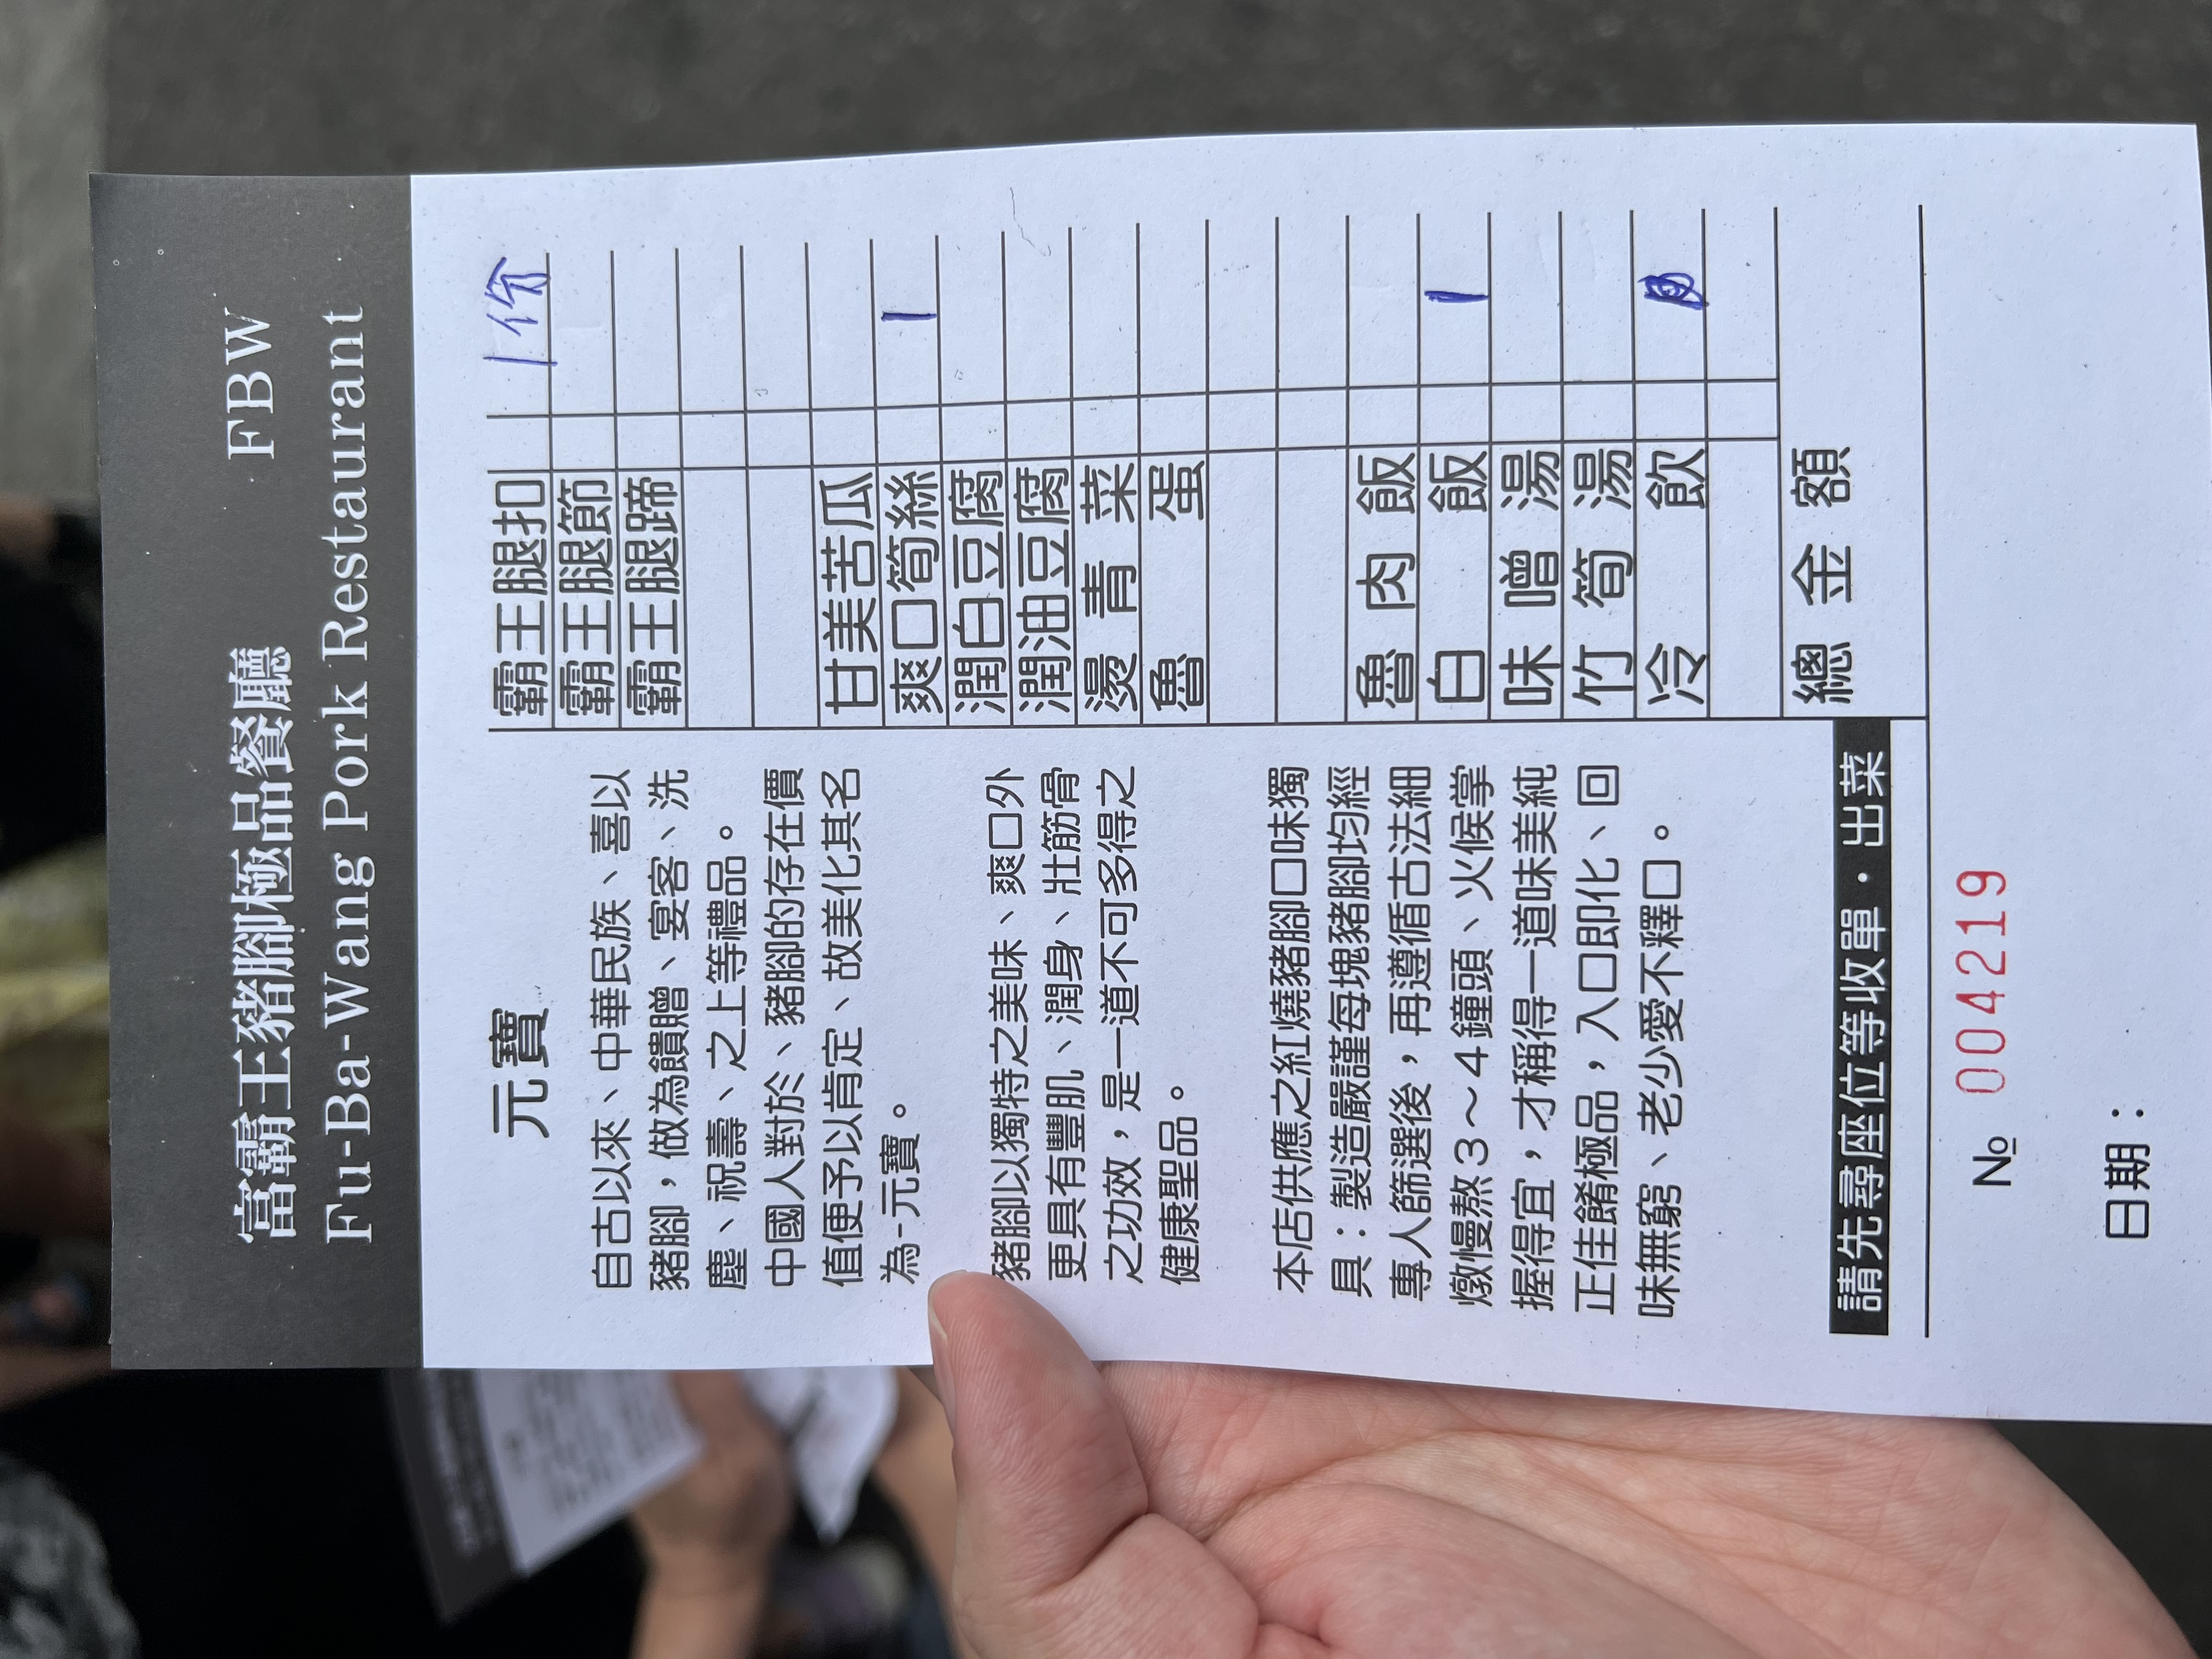 富霸王豬腳極品餐廳 FBW
Fu-Ba-Wang Pork Restaurant
元寶
自古以來、中華民族、喜以
豬腳，做為饋贈、宴客、洗
塵、祝壽、之上等禮品。
中國人對於、豬腳的存在價
值便予以肯定、故美化其名
為-元寶。
豬腳以獨特之美味、爽口外
更具有豐肌、潤身、壯筋骨
之功效，是一道不可多得之
健康聖品。
本店供應之紅燒豬腳口味獨
具：製造嚴謹每塊豬腳均經
專人篩選後，再遵循古法細
燉慢熬3～4鐘頭、火候掌
握得宜，才稱得一道味美純
正佳餚極品，入口即化、回
味無窮、老少愛不釋口。
請先尋座位等收單·出菜
霸王腿扣 1份
霸王腿節
霸王腿蹄
甘美苦瓜
爽口筍絲 1
潤白豆腐
潤油豆腐
燙青菜
魯蛋
魯肉飯
白飯 1
味噌湯
竹筍湯
冷飲
總金額
№ 004219
日期：